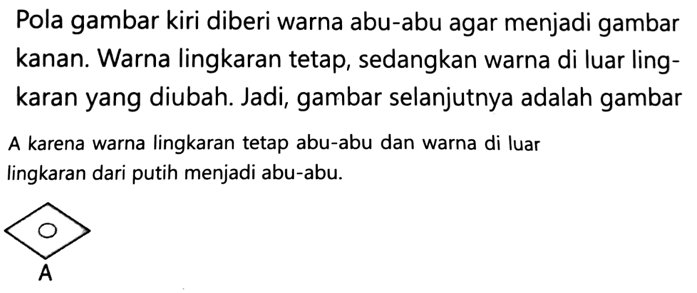 Pola gambar kiri diberi warna abu-abu agar menjadi gambar
kanan. Warna lingkaran tetap, sedangkan warna di luar ling-
karan yang diubah. Jadi, gambar selanjutnya adalah gambar
A karena warna lingkaran tetap abu-abu dan warna di luar
lingkaran dari putih menjadi abu-abu.
A